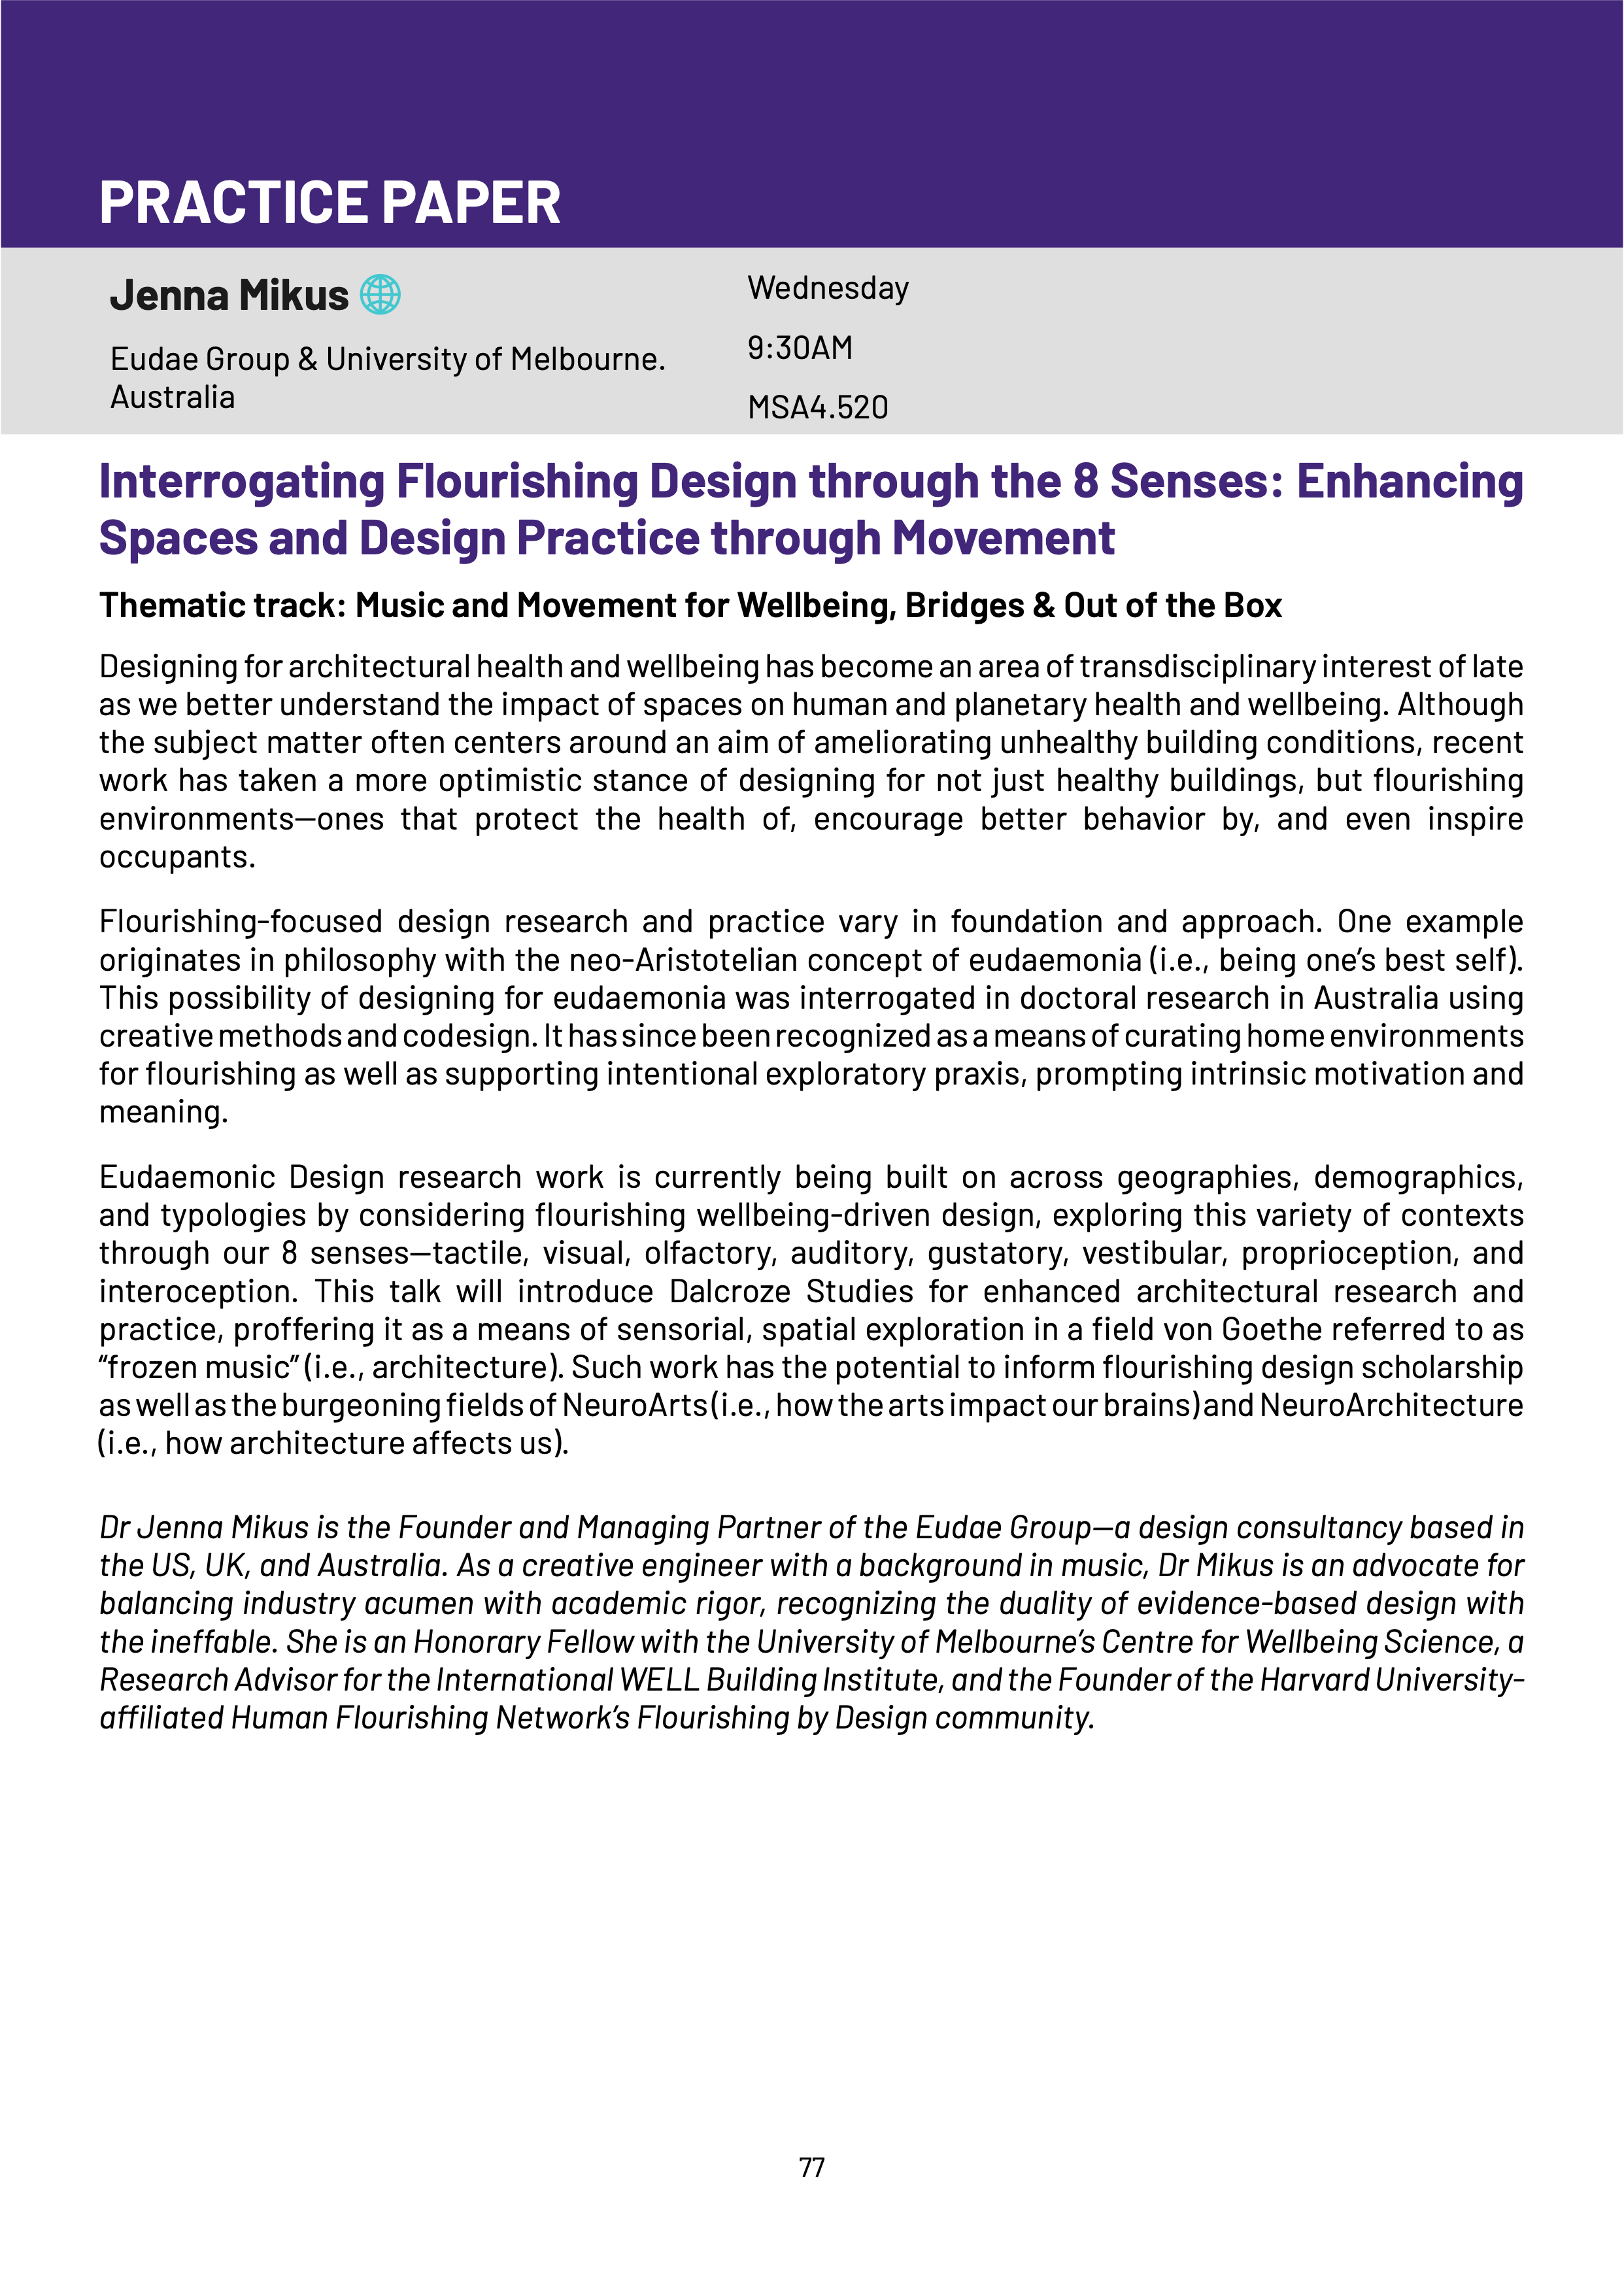 PRACTICE PAPER
Jenna Mikus
Eudae Group & University of Melbourne.
Australia
Wednesday
9:30AM
MSA4.520
Interrogating Flourishing Design through the 8 Senses: Enhancing
Spaces and Design Practice through Movement
Thematic track: Music and Movement for Wellbeing, Bridges & Out of the Box
Designing for architectural health and wellbeing has become an area of transdisciplinary interest of late
as we better understand the impact of spaces on human and planetary health and wellbeing. Although
the subject matter often centers around an aim of ameliorating unhealthy building conditions, recent
work has taken a more optimistic stance of designing for not just healthy buildings, but flourishing
environments—ones that protect the health of, encourage better behavior by, and even inspire
occupants.
Flourishing-focused design research and practice vary in foundation and approach. One example
originates in philosophy with the neo-Aristotelian concept of eudaemonia (i.e., being one's best self).
This possibility of designing for eudaemonia was interrogated in doctoral research in Australia using
creative methods and codesign. It has since been recognized as a means of curating home environments
for flourishing as well as supporting intentional exploratory praxis, prompting intrinsic motivation and
meaning.
Eudaemonic Design research work is currently being built on across geographies, demographics,
and typologies by considering flourishing wellbeing-driven design, exploring this variety of contexts
through our 8 senses—tactile, visual, olfactory, auditory, gustatory, vestibular, proprioception, and
interoception. This talk will introduce Dalcroze Studies for enhanced architectural research and
practice, proffering it as a means of sensorial, spatial exploration in a field von Goethe referred to as
“frozen music” (i.e., architecture). Such work has the potential to inform flourishing design scholarship
as well as the burgeoning fields of NeuroArts (i.e., how the arts impact our brains) and NeuroArchitecture
(i.e., how architecture affects us).
Dr Jenna Mikus is the Founder and Managing Partner of the Eudae Group—a design consultancy based in
the US, UK, and Australia. As a creative engineer with a background in music, Dr Mikus is an advocate for
balancing industry acumen with academic rigor, recognizing the duality of evidence-based design with
the ineffable. She is an Honorary Fellow with the University of Melbourne's Centre for Wellbeing Science, a
Research Advisor for the International WELL Building Institute, and the Founder of the Harvard University-
affiliated Human Flourishing Network's Flourishing by Design community.
77